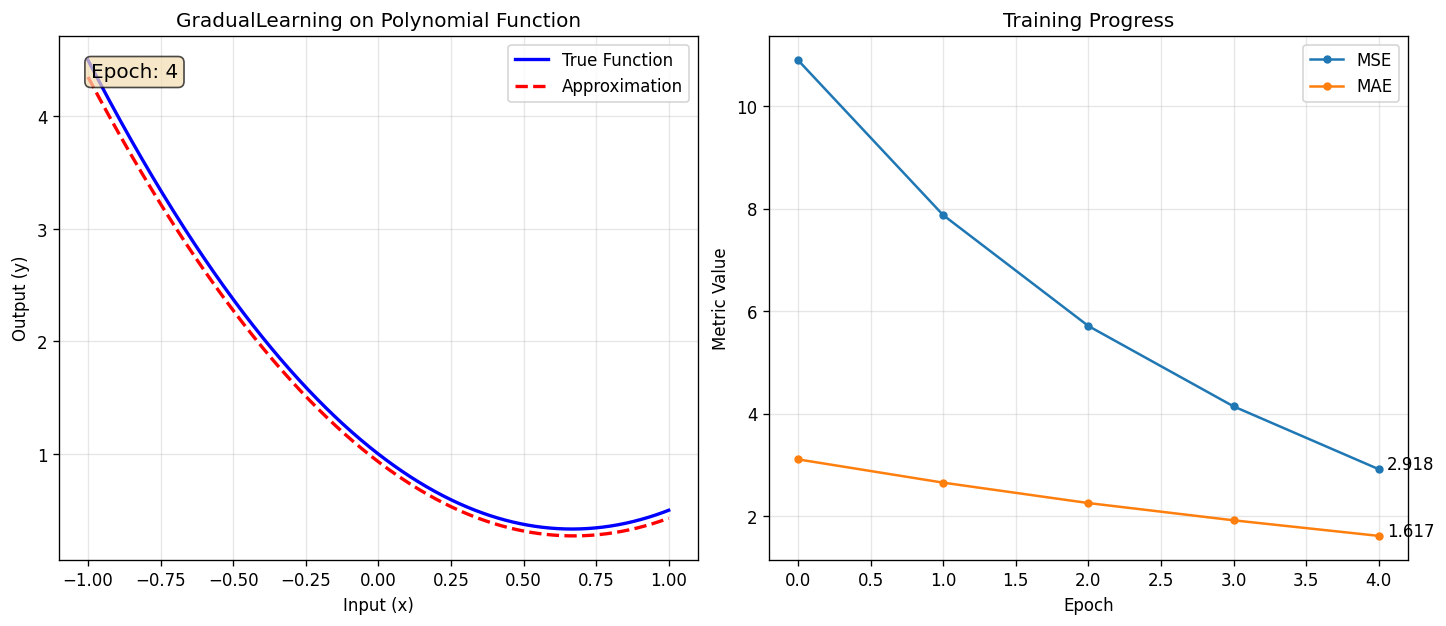 GradualLearning on Polynomial Function
Epoch: 4
True Function
Approximation
Output (y)
4
3
2
1
−1.00 −0.75 −0.50 −0.25 0.00 0.25 0.50 0.75 1.00
Input (x)
Training Progress
MSE
MAE
Metric Value
10
8
6
4
2
2.918
1.617
0.0 0.5 1.0 1.5 2.0 2.5 3.0 3.5 4.0
Epoch